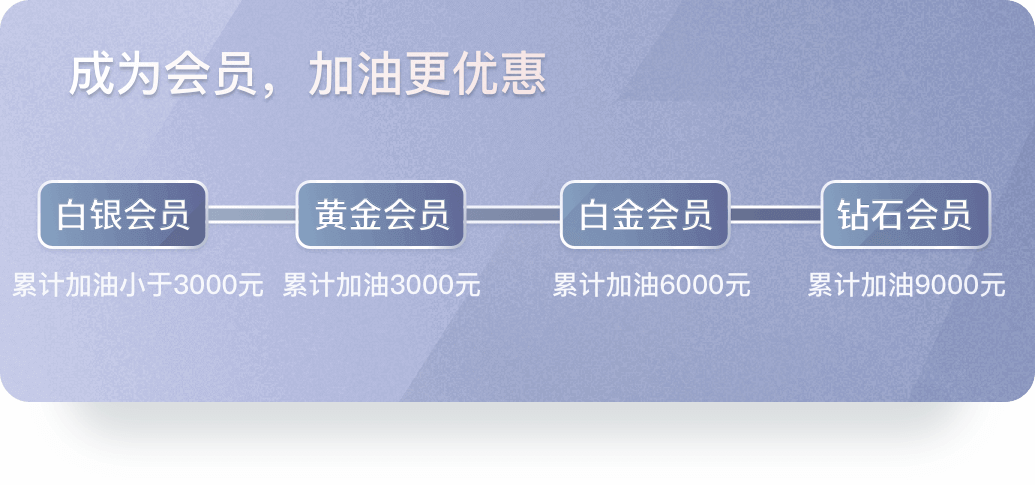 成为会员，加油更优惠
白银会员 黄金会员 白金会员 钻石会员
累计加油小于3000元 累计加油3000元 累计加油6000元 累计加油9000元